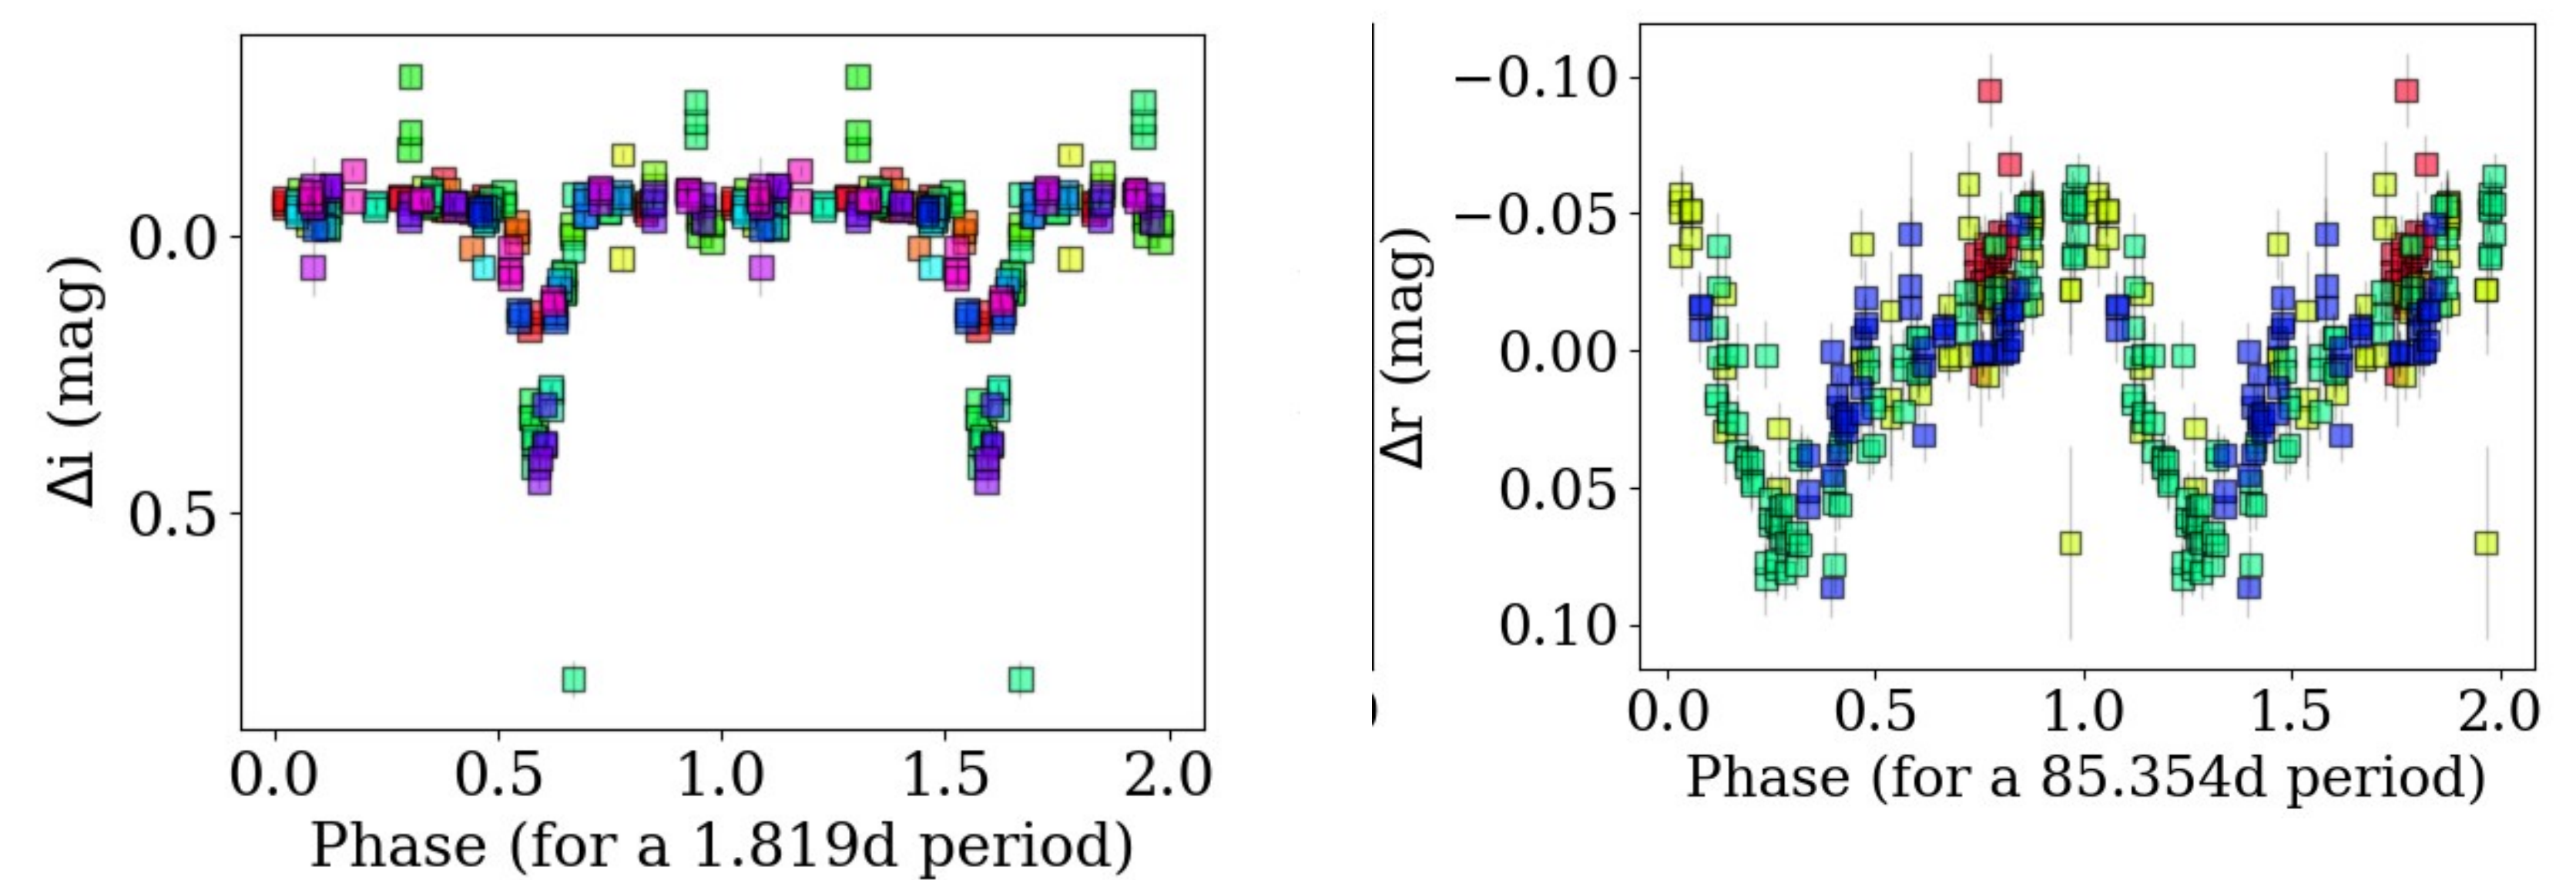 Δi (mag)
0.0
0.5
0.0 0.5 1.0 1.5 2.0
Phase (for a 1.819d period)
Δr (mag)
−0.10
−0.05
0.00
0.05
0.10
0.0 0.5 1.0 1.5 2.0
Phase (for a 85.354d period)